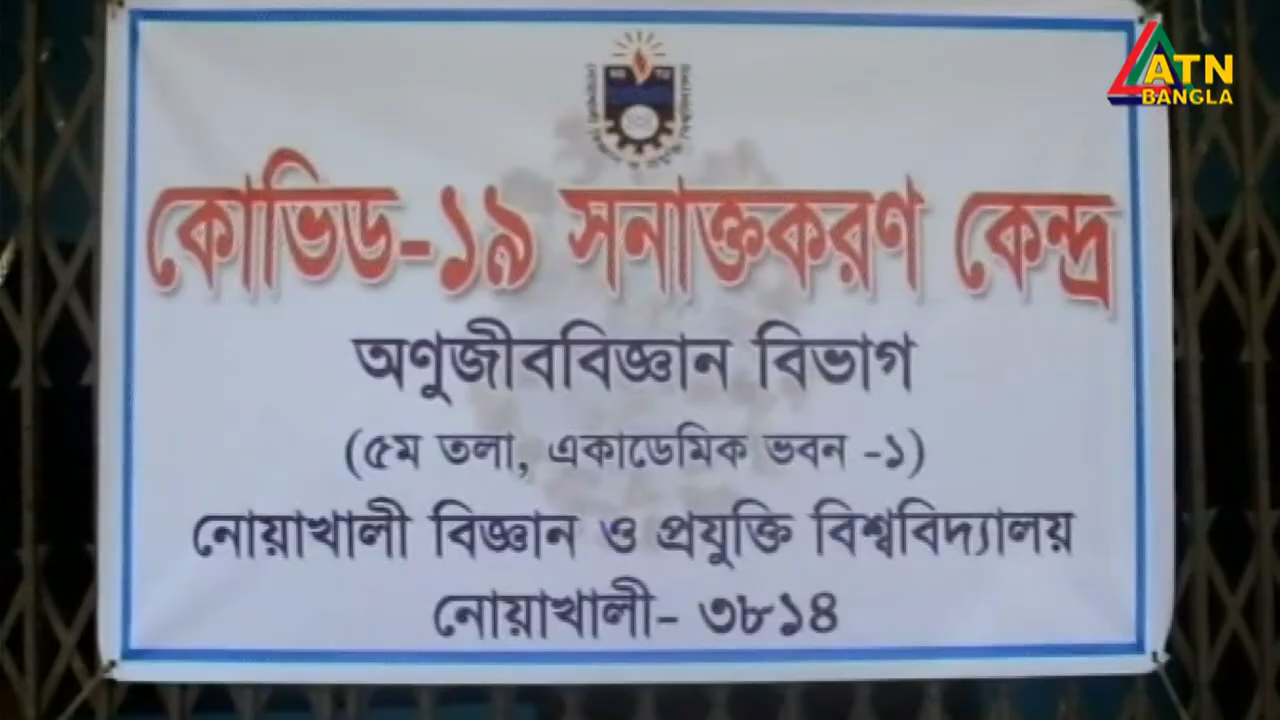 ATN
BANGLA
কোভিড-১৯ সনাক্তকরণ কেন্দ্র
অণুজীববিজ্ঞান বিভাগ
(৫ম তলা, একাডেমিক ভবন -১)
নোয়াখালী বিজ্ঞান ও প্রযুক্তি বিশ্ববিদ্যালয়
নোয়াখালী- ৩৮১৪